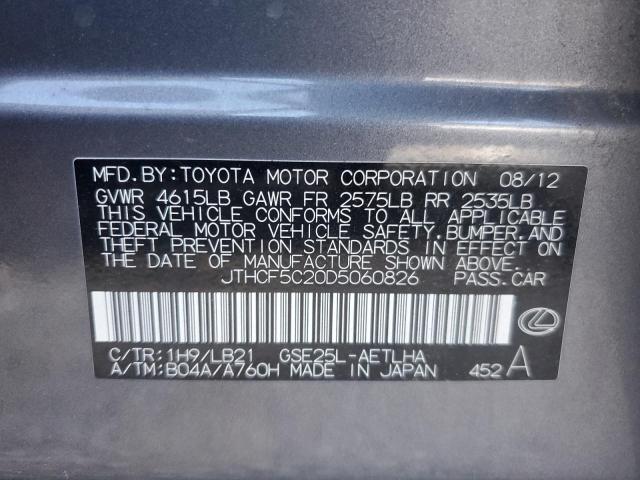 MFD.BY:TOYOTA MOTOR CORPORATION 08/12
GVWR 4615LB GAWR FR 2575LB RR 2535LB
THIS VEHICLE CONFORMS TO ALL APPLICABLE
FEDERAL MOTOR VEHICLE SAFETY,BUMPER,AND
THEFT PREVENTION STANDARDS IN EFFECT ON
THE DATE OF MANUFACTURE SHOWN ABOVE.
JTHCF5C20D5060826 PASS.CAR
C/TR:1H9/LB21 GSE25L-AETLHA
A/TM:B04A/A760H MADE IN JAPAN 452 A